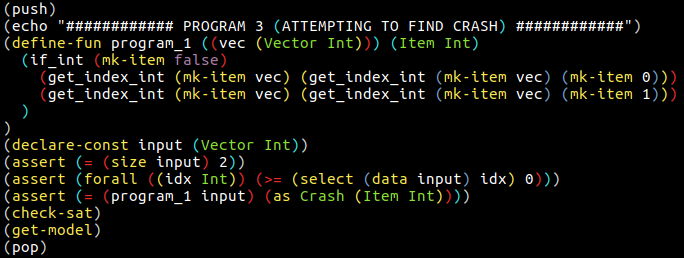 (push)
(echo "############ PROGRAM 3 (ATTEMPTING TO FIND CRASH) ############")
(define-fun program_1 ((vec (Vector Int))) (Item Int)
  (if_int (mk-item false)
    (get_index_int (mk-item vec) (get_index_int (mk-item vec) (mk-item 0)))
    (get_index_int (mk-item vec) (get_index_int (mk-item vec) (mk-item 1)))
  )
)
(declare-const input (Vector Int))
(assert (= (size input) 2))
(assert (forall ((idx Int)) (>= (select (data input) idx) 0)))
(assert (= (program_1 input) (as Crash (Item Int))))
(check-sat)
(get-model)
(pop)